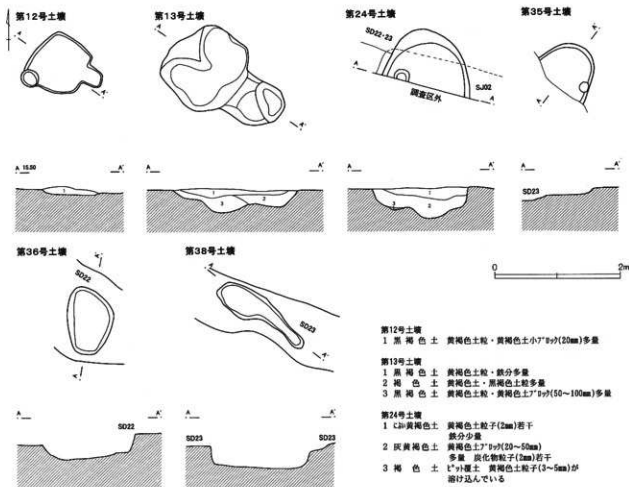 第12号土壙
第13号土壙
第24号土壙
第35号土壙
A A'
A A'
SD22・23
A A
SJ02
調査区外
A A'
A 15.50 A'
1
A A'
1
2
3
A A'
1
2
3
A A'
SD23
第36号土壙
第38号土壙
SD22
A A'
SD23
A A'
0 2m
A A'
SD22
A A'
SD23 SD23
第12号土壙
1 黒褐色土 黄褐色土粒・黄褐色土小ブロック(20mm)多量
第13号土壙
1 黒褐色土 黄褐色土粒・鉄分多量
2 褐色土 黄褐色土・黒褐色土粒多量
3 黒褐色土 黄褐色土粒・黄褐色土ブロック(50～100mm)多量
第24号土壙
1 にぶい黄褐色土 黄褐色土粒子(2mm)若干
鉄分少量
2 灰黄褐色土 黄褐色土ブロック(20～50mm)
多量 炭化物粒子(2mm)若干
3 褐色土 ピット覆土 黄褐色土粒子(3～5mm)が
溶け込んでいる